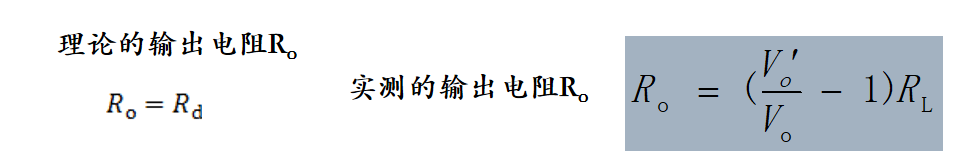 理论的输出电阻Ro
Ro = Rd
实测的输出电阻Ro
Ro = (Vo′/Vo − 1)RL